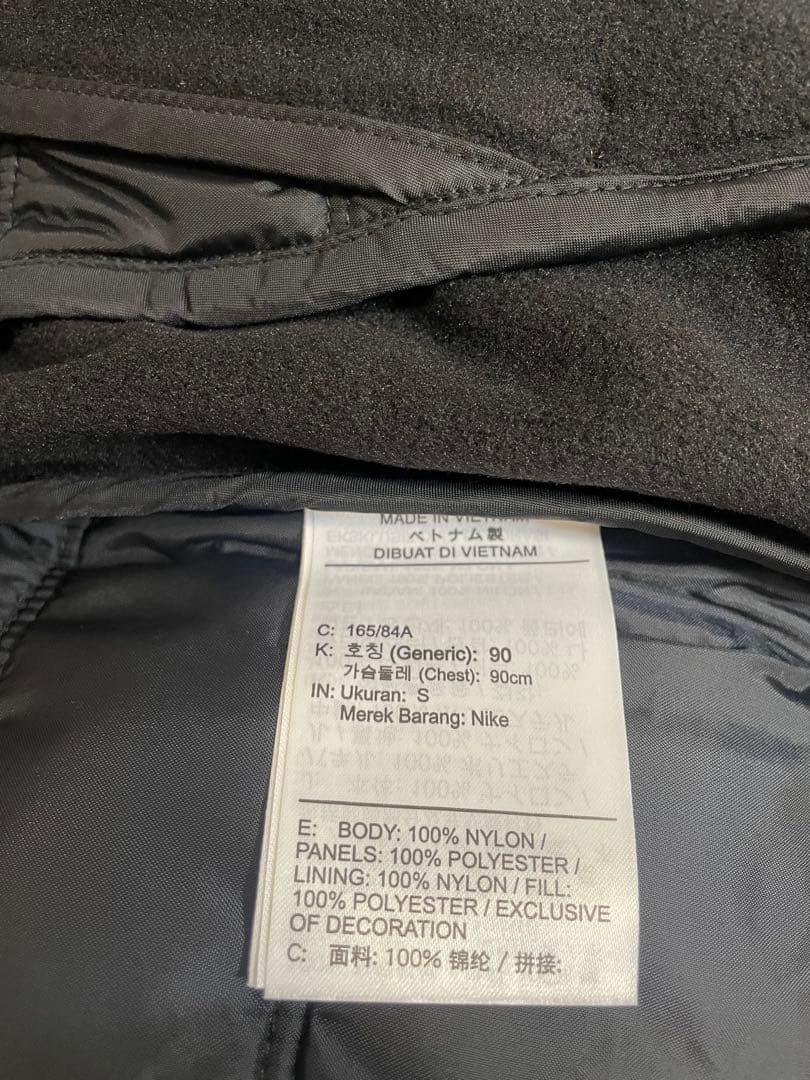 MADE IN VIETNAM
ベトナム製
DIBUAT DI VIETNAM
C: 165/84A
K: 호칭 (Generic): 90
가슴둘레 (Chest): 90cm
IN: Ukuran: S
Merek Barang: Nike
E: BODY: 100% NYLON /
PANELS: 100% POLYESTER /
LINING: 100% NYLON / FILL:
100% POLYESTER / EXCLUSIVE
OF DECORATION
C: 面料: 100% 锦纶 / 拼接: